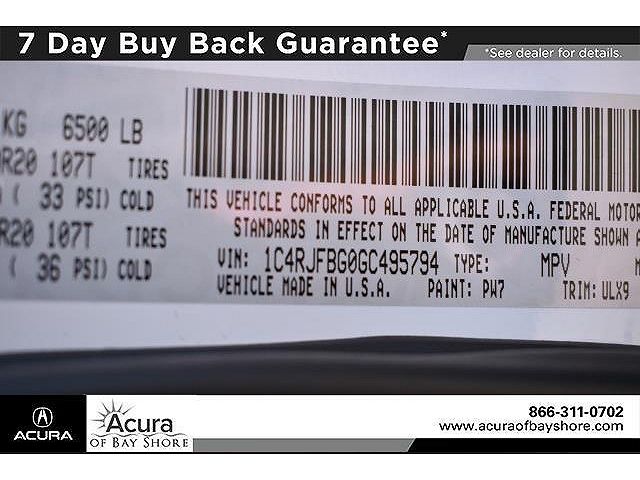 7 Day Buy Back Guarantee*
*See dealer for details.
KG 6500 LB
R20 107T TIRES
( 33 PSI) COLD
R20 107T TIRES
( 36 PSI) COLD
THIS VEHICLE CONFORMS TO ALL APPLICABLE U.S.A. FEDERAL MOTOR
STANDARDS IN EFFECT ON THE DATE OF MANUFACTURE SHOWN A
VIN: 1C4RJFBG0GC495794 TYPE: MPV
VEHICLE MADE IN U.S.A. PAINT: PW7 TRIM: ULX9
ACURA
Acura
OF BAY SHORE
866-311-0702
www.acuraofbayshore.com